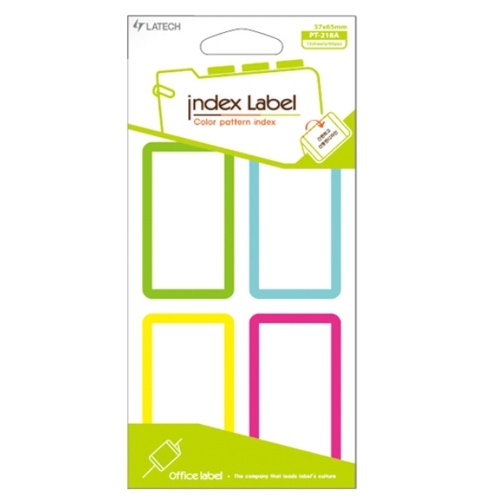 LATECH
37x65mm
PT-218A
index Label
Color pattern index
Office label • The company that leads label's culture